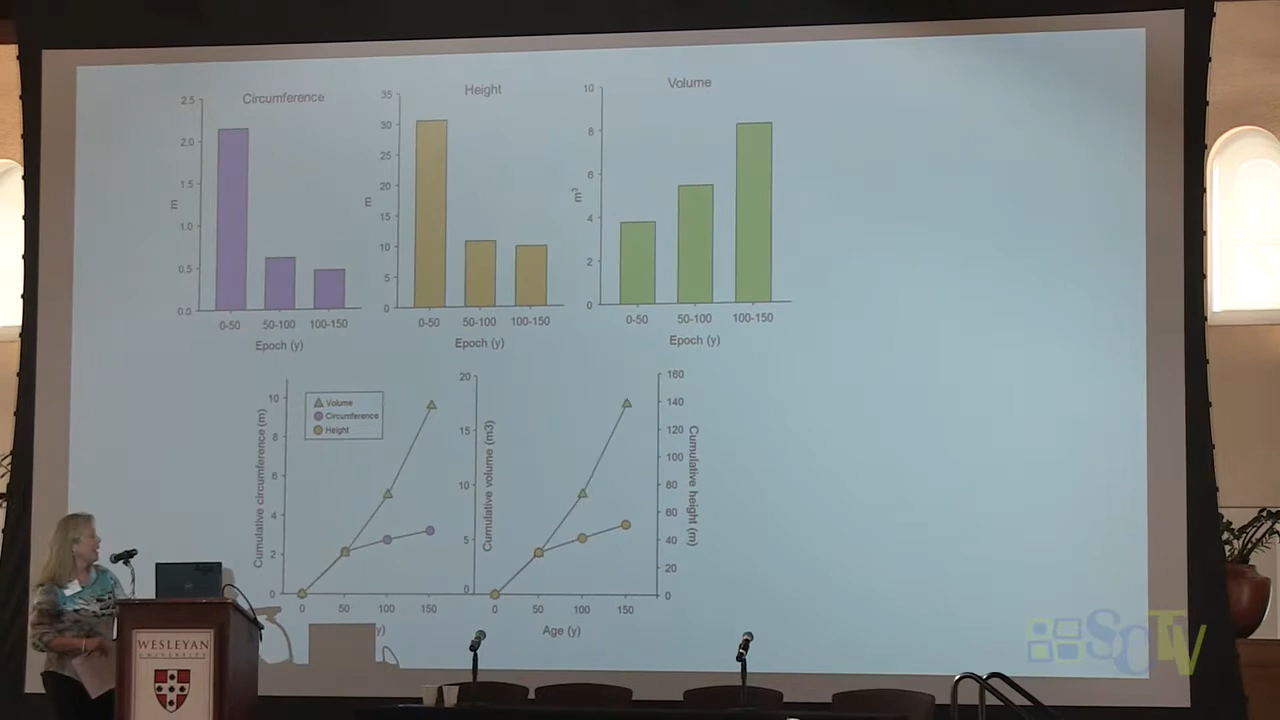 Circumference
2.5
2.0
1.5
1.0
0.5
0.0
m
0-50 50-100 100-150
Epoch (y)
Height
35
30
25
20
15
10
5
0
m
0-50 50-100 100-150
Epoch (y)
Volume
10
8
6
4
2
0
m³
0-50 50-100 100-150
Epoch (y)
Cumulative circumference (m)
10
8
6
4
2
0
Volume
Circumference
Height
0 50 100 150
y)
Cumulative volume (m3)
20
15
10
5
0
0 50 100 150
Age (y)
160
140
120
100
80
60
40
20
0
Cumulative height (m)
WESLEYAN
UNIVERSITY
SCTV